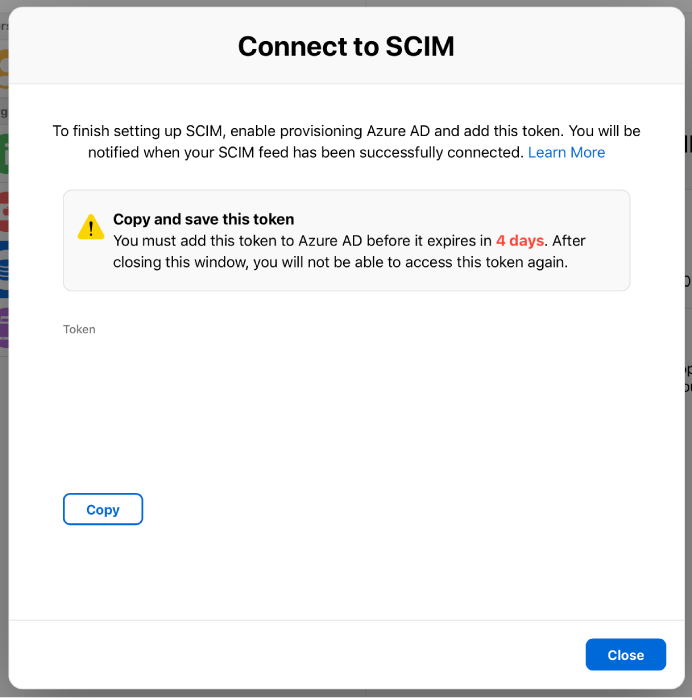 Connect to SCIM
To finish setting up SCIM, enable provisioning Azure AD and add this token. You will be
notified when your SCIM feed has been successfully connected. Learn More
Copy and save this token
You must add this token to Azure AD before it expires in 4 days. After
closing this window, you will not be able to access this token again.
Token
Copy
Close